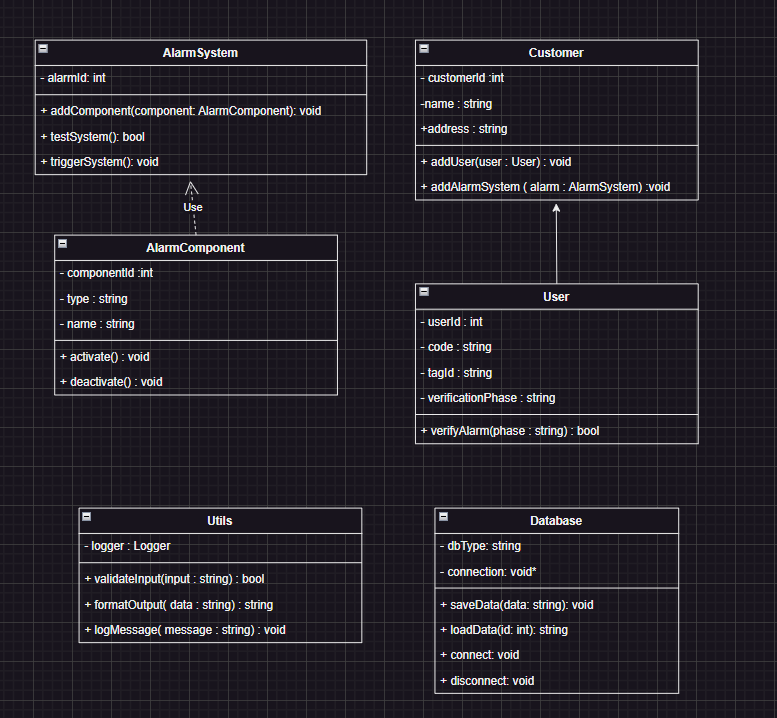 AlarmSystem
- alarmId: int
+ addComponent(component: AlarmComponent): void
+ testSystem(): bool
+ triggerSystem(): void
Use
AlarmComponent
- componentId :int
- type : string
- name : string
+ activate() : void
+ deactivate() : void
Customer
- customerId :int
-name : string
+address : string
+ addUser(user : User) : void
+ addAlarmSystem ( alarm : AlarmSystem) :void
User
- userId : int
- code : string
- tagId : string
- verificationPhase : string
+ verifyAlarm(phase : string) : bool
Utils
- logger : Logger
+ validateInput(input : string) : bool
+ formatOutput( data : string) : string
+ logMessage( message : string) : void
Database
- dbType: string
- connection: void*
+ saveData(data: string): void
+ loadData(id: int): string
+ connect: void
+ disconnect: void